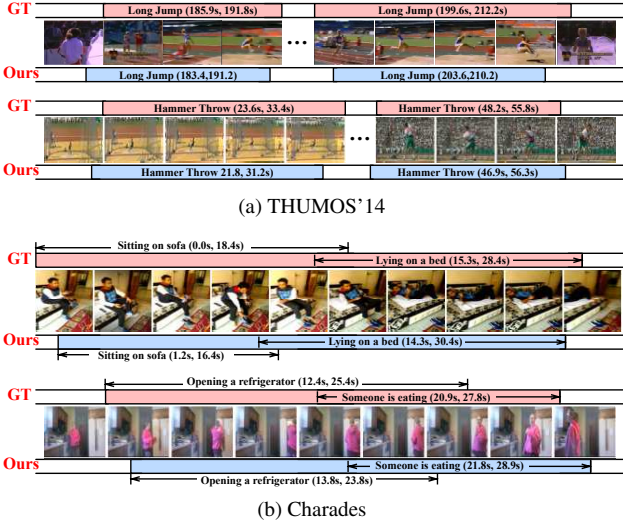 GT Long Jump (185.9s, 191.8s) Long Jump (199.6s, 212.2s)
...
Ours Long Jump (183.4,191.2) Long Jump (203.6,210.2)
Hammer Throw (23.6s, 33.4s) Hammer Throw (48.2s, 55.8s)
GT ...
Ours Hammer Throw 21.8, 31.2s) Hammer Throw (46.9s, 56.3s)
(a) THUMOS'14
Sitting on sofa (0.0s, 18.4s)
GT Lying on a bed (15.3s, 28.4s)
Ours Lying on a bed (14.3s, 30.4s)
Sitting on sofa (1.2s, 16.4s)
Opening a refrigerator (12.4s, 25.4s)
GT Someone is eating (20.9s, 27.8s)
Ours Someone is eating (21.8s, 28.9s)
Opening a refrigerator (13.8s, 23.8s)
(b) Charades